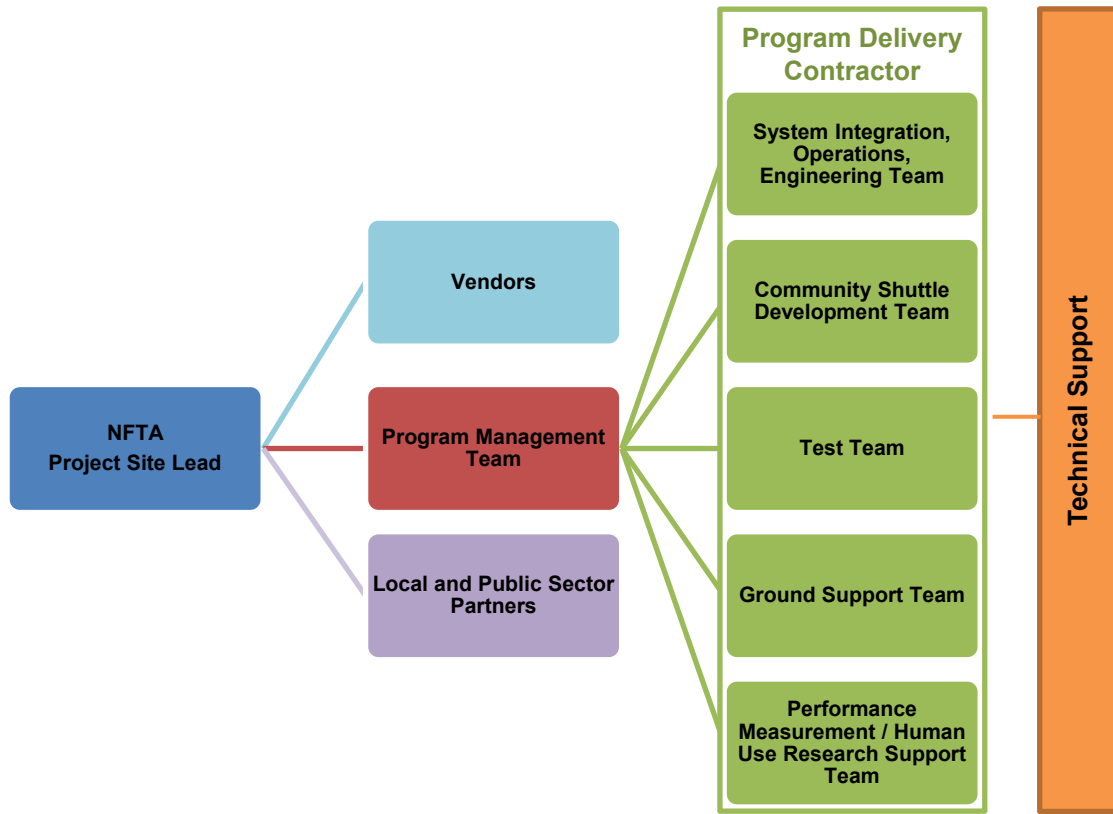 NFTA
Project Site Lead
Vendors
Program Management
Team
Local and Public Sector
Partners
Program Delivery
Contractor
System Integration,
Operations,
Engineering Team
Community Shuttle
Development Team
Test Team
Ground Support Team
Performance
Measurement / Human
Use Research Support
Team
Technical Support